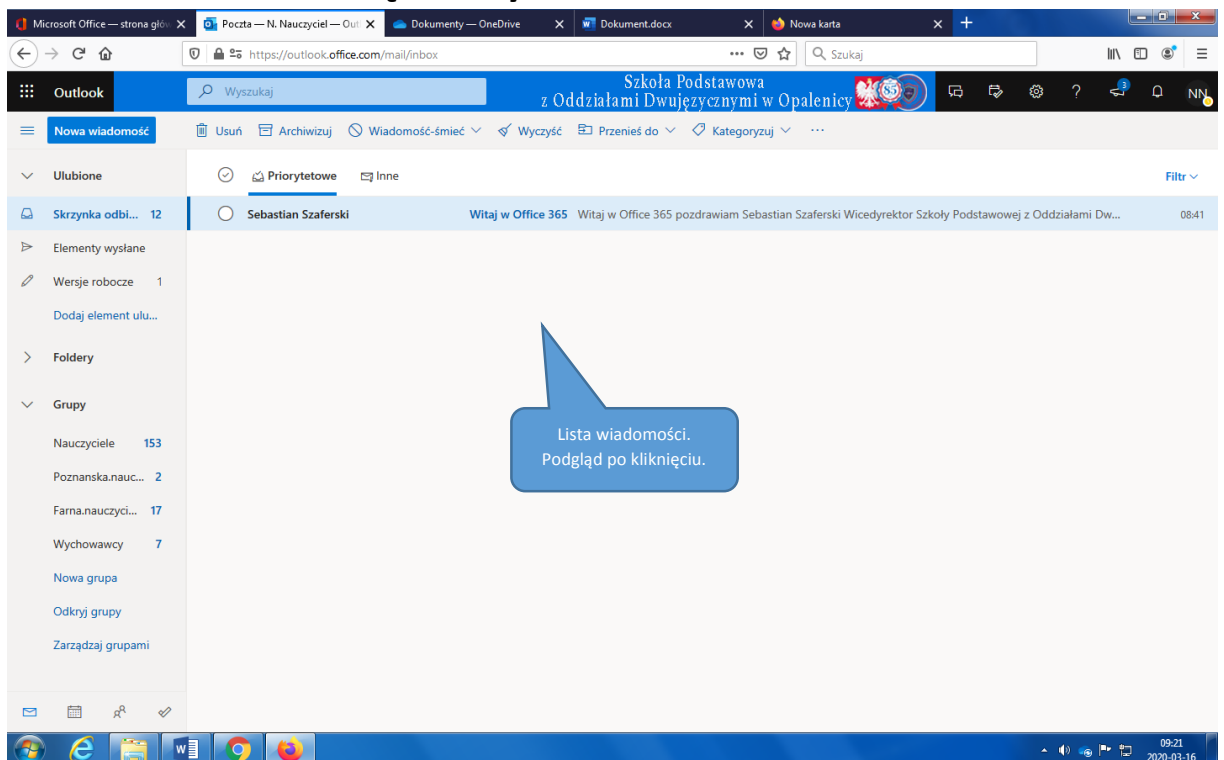 Microsoft Office — strona głów
Poczta — N. Nauczyciel — Out
Dokumenty — OneDrive
Dokument.docx
Nowa karta
https://outlook.office.com/mail/inbox
Szukaj
Outlook
Wyszukaj
Szkoła Podstawowa
z Oddziałami Dwujęzycznymi w Opalenicy
3
NN
Nowa wiadomość
Usuń
Archiwizuj
Wiadomość-śmieć
Wyczyść
Przenieś do
Kategoryzuj
Ulubione
Priorytetowe
Inne
Filtr
Skrzynka odbi... 12
Sebastian Szaferski
Witaj w Office 365 Witaj w Office 365 pozdrawiam Sebastian Szaferski Wicedyrektor Szkoły Podstawowej z Oddziałami Dw...
08:41
Elementy wysłane
Wersje robocze 1
Dodaj element ulu...
Foldery
Grupy
Nauczyciele 153
Poznanska.nauc... 2
Farna.nauczyci... 17
Wychowawcy 7
Nowa grupa
Odkryj grupy
Zarządzaj grupami
Lista wiadomości.
Podgląd po kliknięciu.
09:21
2020-03-16